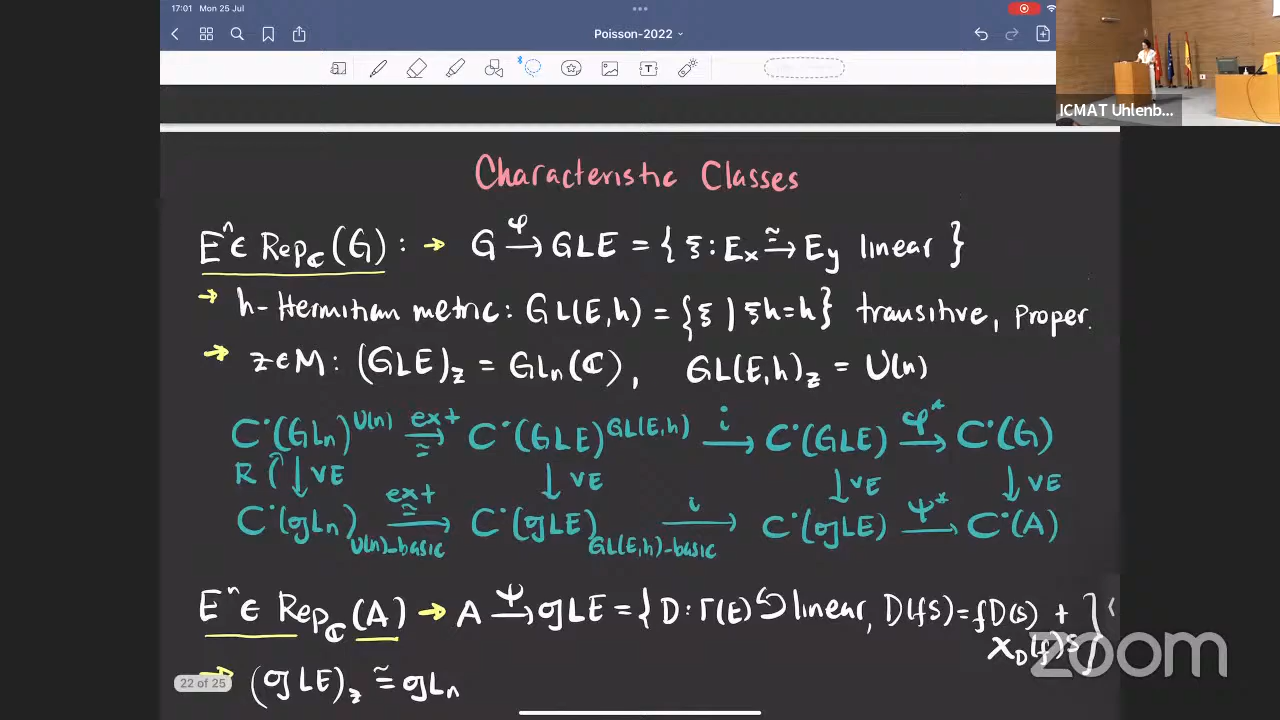 17:01 Mon 25 Jul
Poisson-2022
ICMAT Uhlenb...
Characteristic Classes
Eⁿ ∈ Rep_ℂ(G) : → G —φ→ GLE = { ξ : E_x ≅→ E_y linear }
→ h-Hermitian metric: GL(E,h) = {ξ | ξh=h} transitive, proper.
→ z∈M : (GLE)_z = GL_n(ℂ), GL(E,h)_z = U(n)
C^•(GL_n)^{U(n)} —ext ≅→ C^•(GLE)^{GL(E,h)} —i→ C^•(GLE) —φ*→ C^•(G)
R ↑ ↓ VE ↓ VE ↓ VE ↓ VE
C^•(gl_n)_{U(n)-basic} —ext ≅→ C^•(glE)_{GL(E,h)-basic} —i→ C^•(glE) —ψ*→ C^•(A)
Eⁿ ∈ Rep_ℂ(A) → A —ψ→ glE = { D : Γ(E)↺ linear, D(fs) = fD(s) + X_D(f)s }
→ (glE)_z ≅ gl_n
22 of 25
zoom